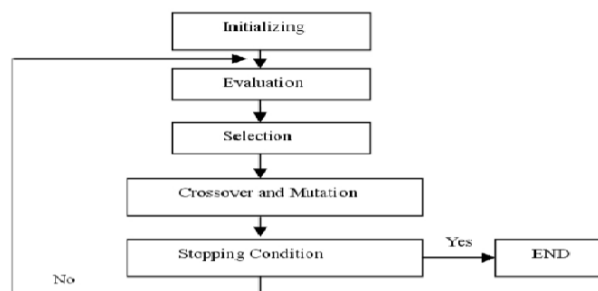 Initializing
Evaluation
Selection
Crossover and Mutation
Stopping Condition
Yes
END
No